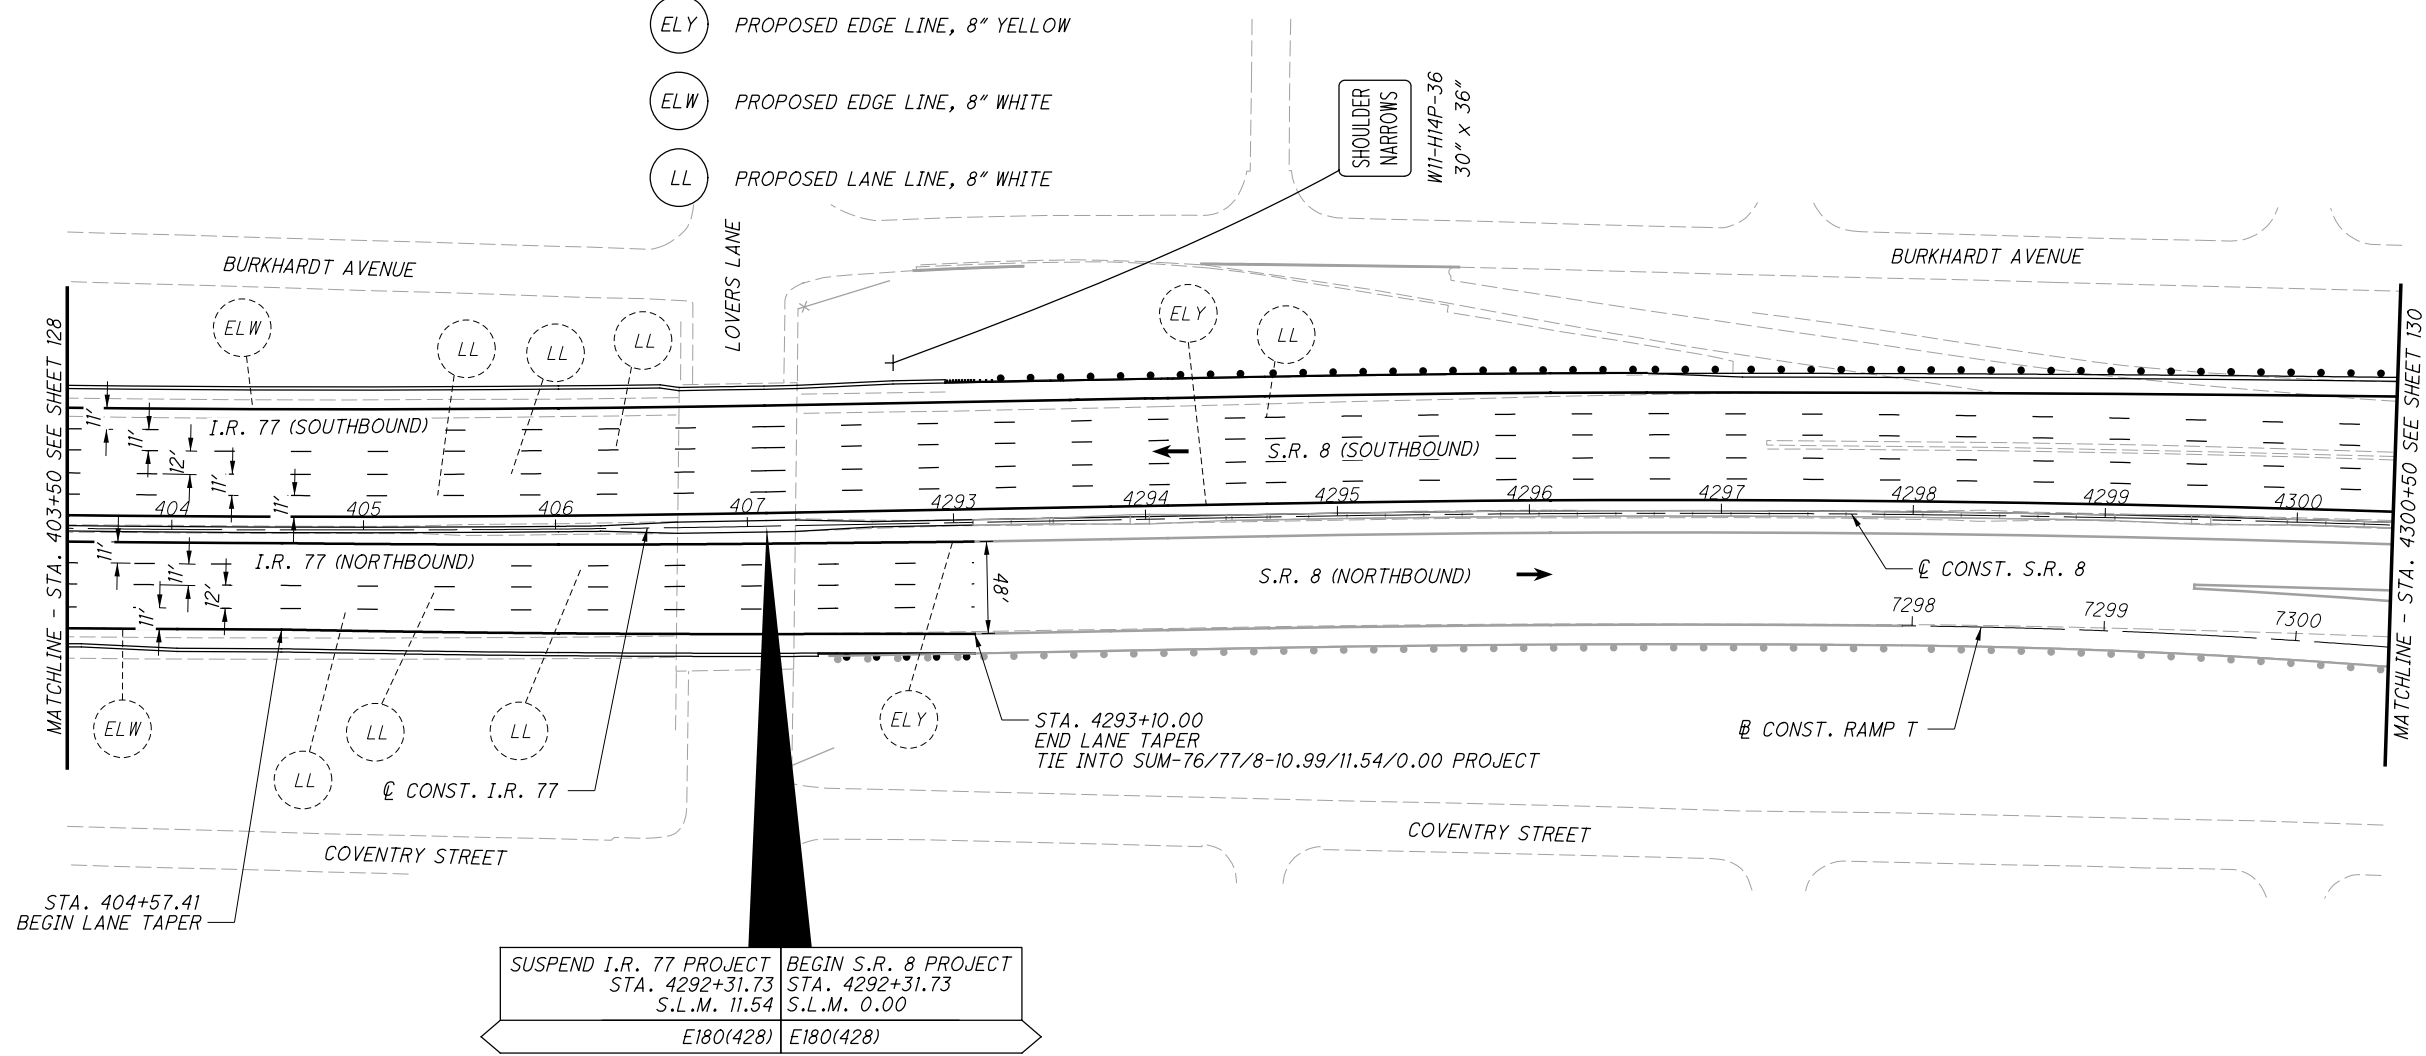 ELY PROPOSED EDGE LINE, 8" YELLOW
ELW PROPOSED EDGE LINE, 8" WHITE
LL PROPOSED LANE LINE, 8" WHITE
SHOULDER
NARROWS
W11-H14P-36
30" x 36"
LOVERS LANE
BURKHARDT AVENUE
BURKHARDT AVENUE
ELW
LL
LL
LL
ELY
LL
MATCHLINE - STA. 403+50 SEE SHEET 128
MATCHLINE - STA. 4300+50 SEE SHEET 130
11'
11'
12'
11'
11'
I.R. 77 (SOUTHBOUND)
S.R. 8 (SOUTHBOUND)
404
405
406
407
4293
4294
4295
4296
4297
4298
4299
4300
11'
11'
12'
11'
I.R. 77 (NORTHBOUND)
48'
S.R. 8 (NORTHBOUND)
℄ CONST. S.R. 8
7298
7299
7300
ELW
LL
LL
LL
ELY
℄ CONST. I.R. 77
STA. 4293+10.00
END LANE TAPER
TIE INTO SUM-76/77/8-10.99/11.54/0.00 PROJECT
BL CONST. RAMP T
COVENTRY STREET
COVENTRY STREET
STA. 404+57.41
BEGIN LANE TAPER
SUSPEND I.R. 77 PROJECT
STA. 4292+31.73
S.L.M. 11.54
E180(428)
BEGIN S.R. 8 PROJECT
STA. 4292+31.73
S.L.M. 0.00
E180(428)